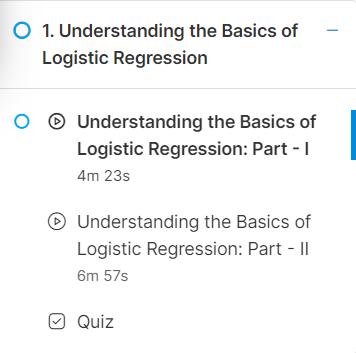 1. Understanding the Basics of
Logistic Regression
Understanding the Basics of
Logistic Regression: Part - I
4m 23s
Understanding the Basics of
Logistic Regression: Part - II
6m 57s
Quiz